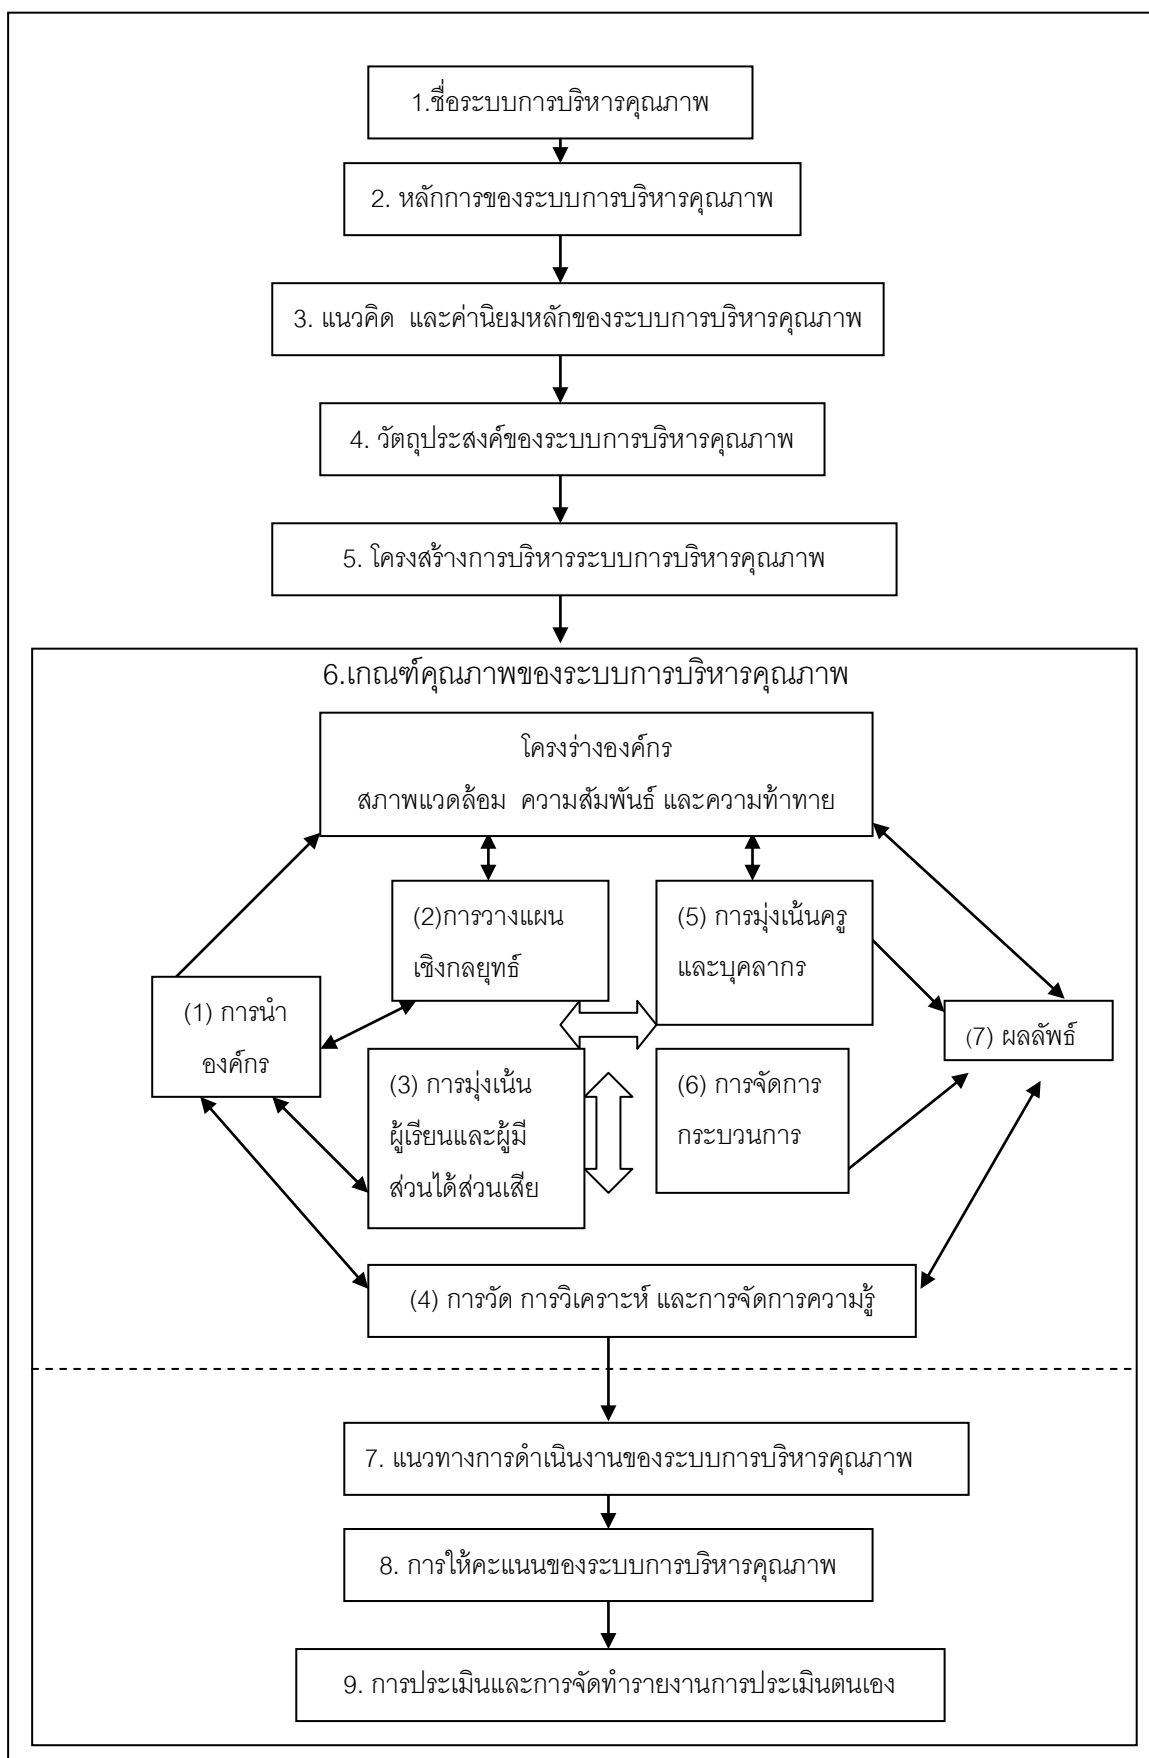 1.ชื่อระบบการบริหารคุณภาพ
2. หลักการของระบบการบริหารคุณภาพ
3. แนวคิด และค่านิยมหลักของระบบการบริหารคุณภาพ
4. วัตถุประสงค์ของระบบการบริหารคุณภาพ
5. โครงสร้างการบริหารระบบการบริหารคุณภาพ
6.เกณฑ์คุณภาพของระบบการบริหารคุณภาพ
โครงร่างองค์กร
สภาพแวดล้อม ความสัมพันธ์ และความท้าทาย
(1) การนำ
องค์กร
(2)การวางแผน
เชิงกลยุทธ์
(3) การมุ่งเน้น
ผู้เรียนและผู้มี
ส่วนได้ส่วนเสีย
(5) การมุ่งเน้นครู
และบุคลากร
(6) การจัดการ
กระบวนการ
(7) ผลลัพธ์
(4) การวัด การวิเคราะห์ และการจัดการความรู้
7. แนวทางการดำเนินงานของระบบการบริหารคุณภาพ
8. การให้คะแนนของระบบการบริหารคุณภาพ
9. การประเมินและการจัดทำรายงานการประเมินตนเอง